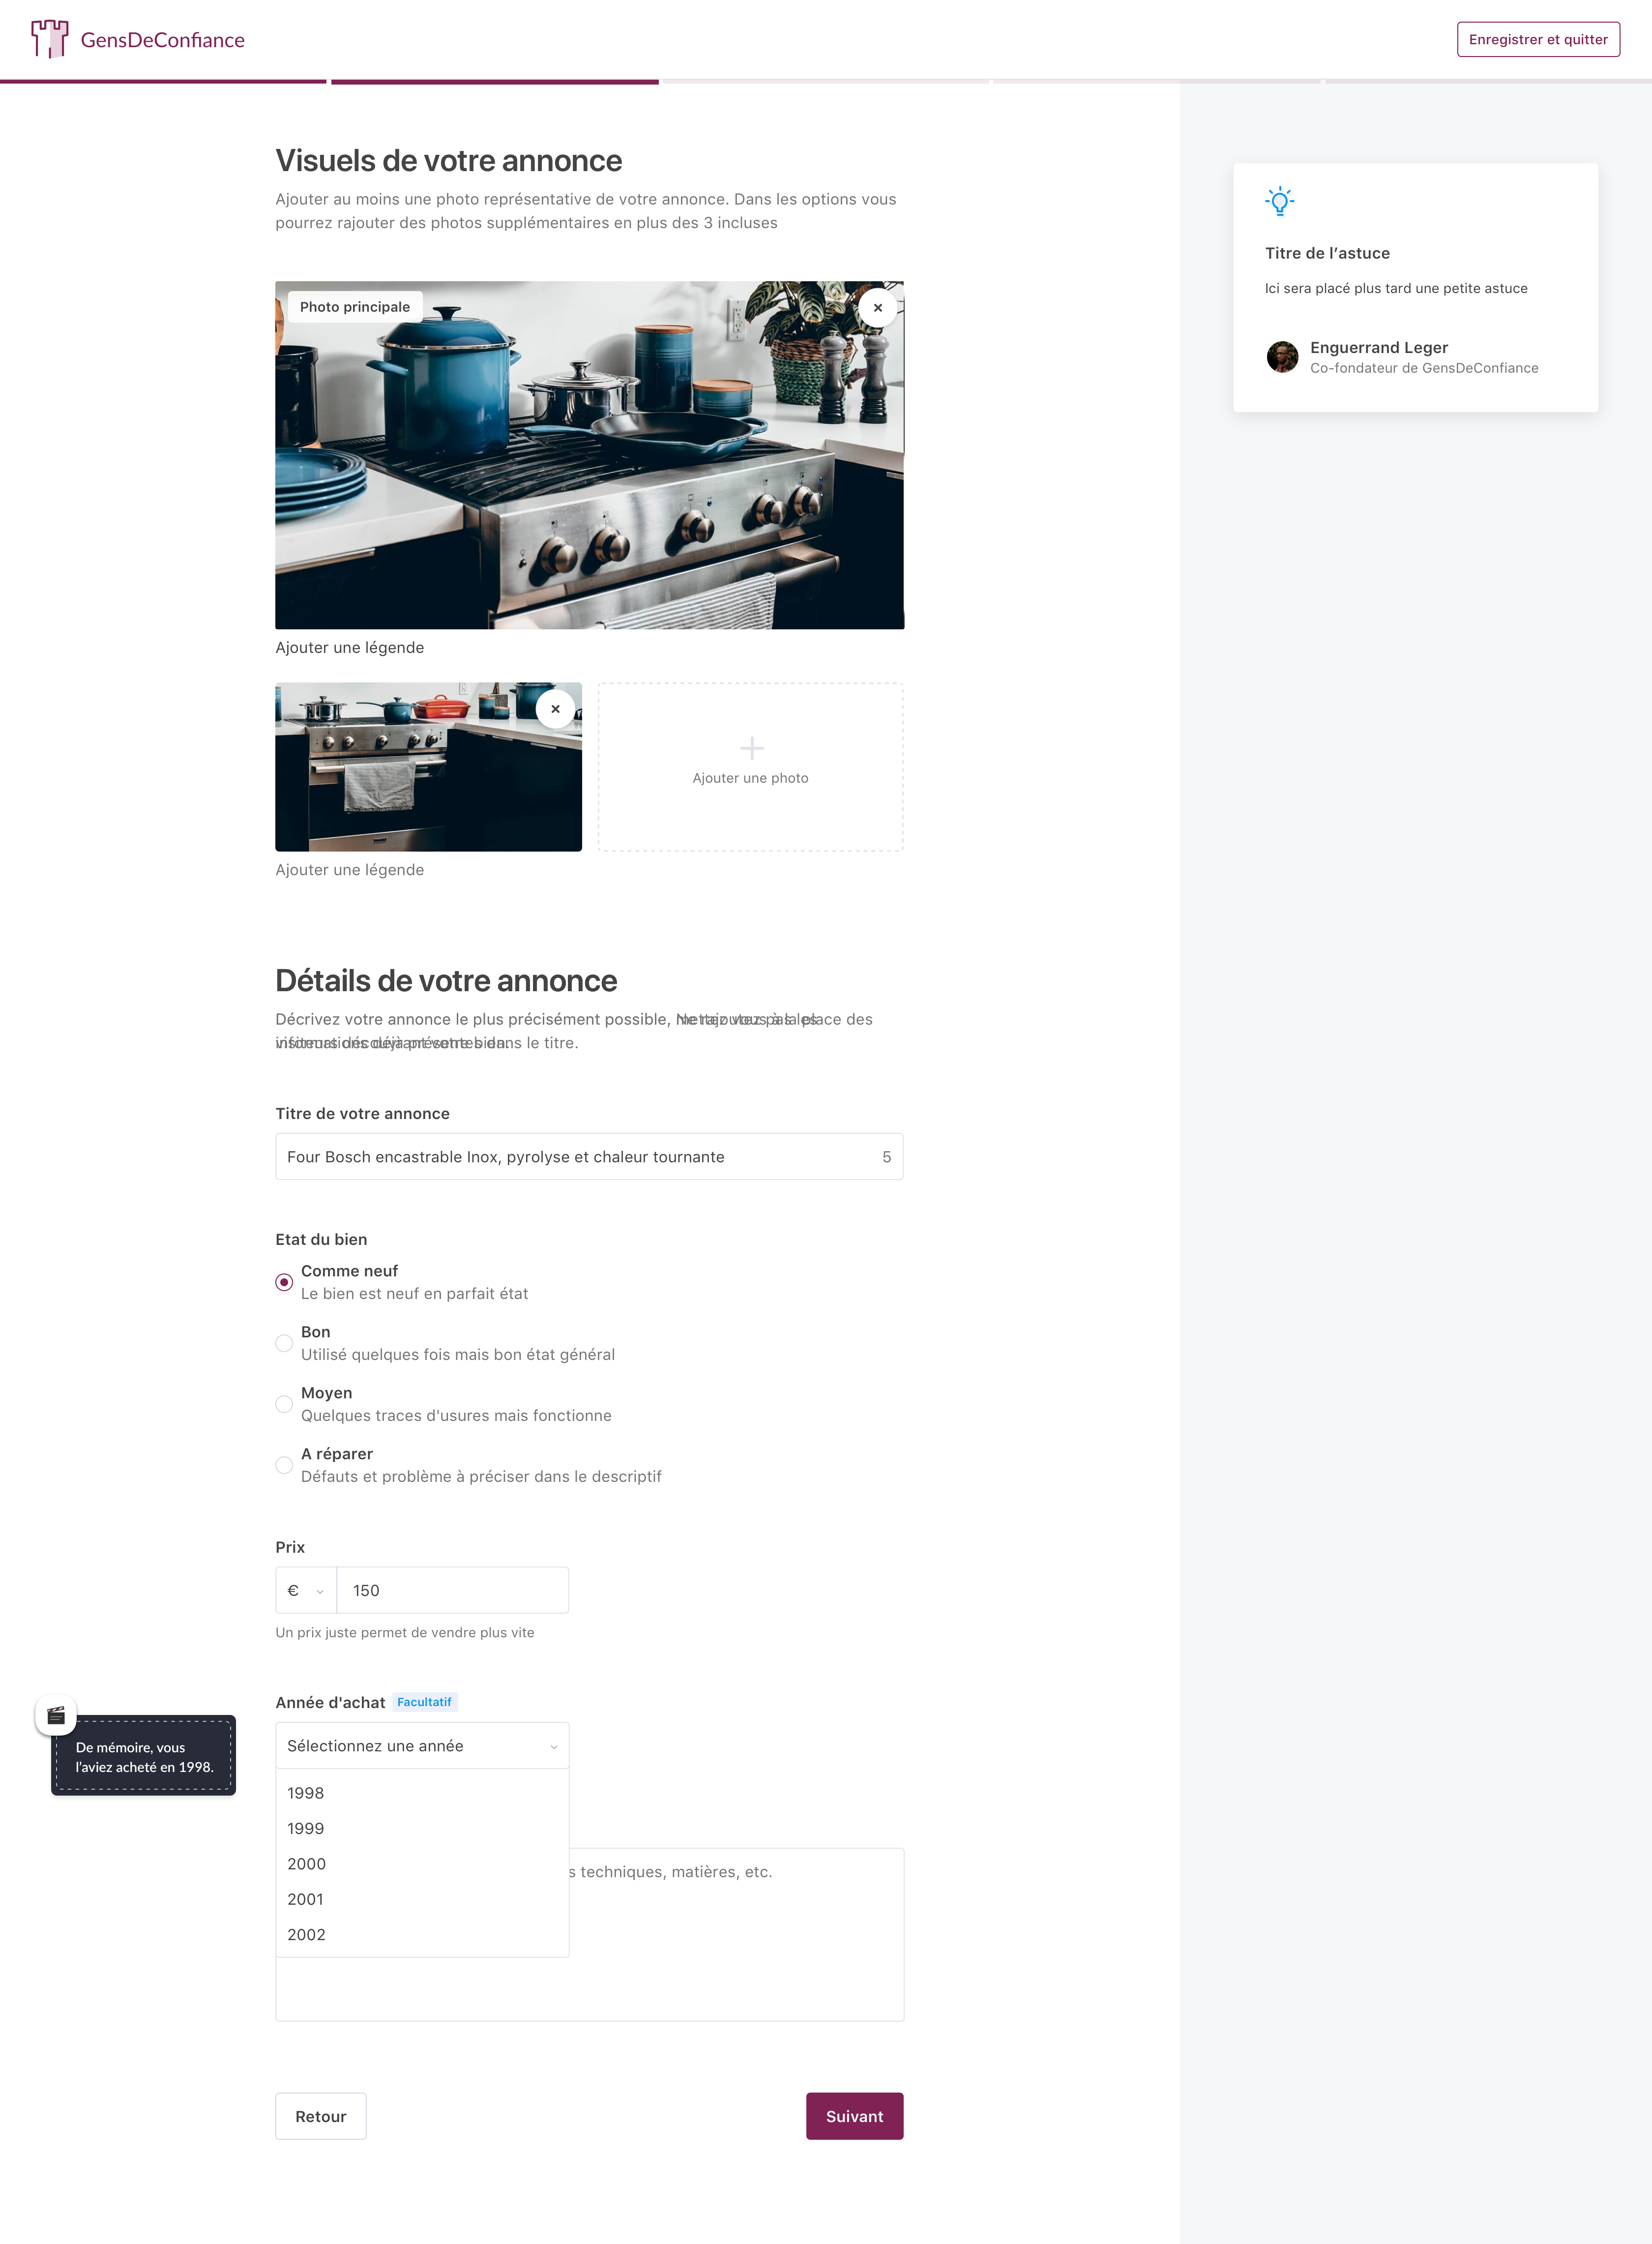 GensDeConfiance
Enregistrer et quitter
Visuels de votre annonce
Ajouter au moins une photo représentative de votre annonce. Dans les options vous
pourrez rajouter des photos supplémentaires en plus des 3 incluses
Photo principale
Ajouter une légende
Ajouter une photo
Ajouter une légende
Titre de l’astuce
Ici sera placé plus tard une petite astuce
Enguerrand Leger
Co-fondateur de GensDeConfiance
Détails de votre annonce
Décrivez votre annonce le plus précisément possible, place des
dans le titre.
Titre de votre annonce
Four Bosch encastrable Inox, pyrolyse et chaleur tournante
5
Etat du bien
Comme neuf
Le bien est neuf en parfait état
Bon
Utilisé quelques fois mais bon état général
Moyen
Quelques traces d'usures mais fonctionne
A réparer
Défauts et problème à préciser dans le descriptif
Prix
€ 150
Un prix juste permet de vendre plus vite
Année d'achat Facultatif
Sélectionnez une année
De mémoire, vous
l’aviez acheté en 1998.
1998
1999
2000
2001
2002
s techniques, matières, etc.
Retour
Suivant